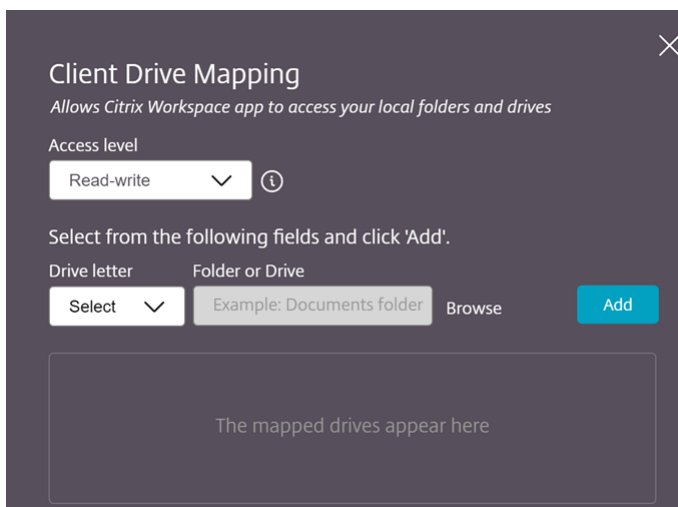 Client Drive Mapping
Allows Citrix Workspace app to access your local folders and drives
Access level
Read-write
Select from the following fields and click 'Add'.
Drive letter Folder or Drive
Select Example: Documents folder Browse Add
The mapped drives appear here